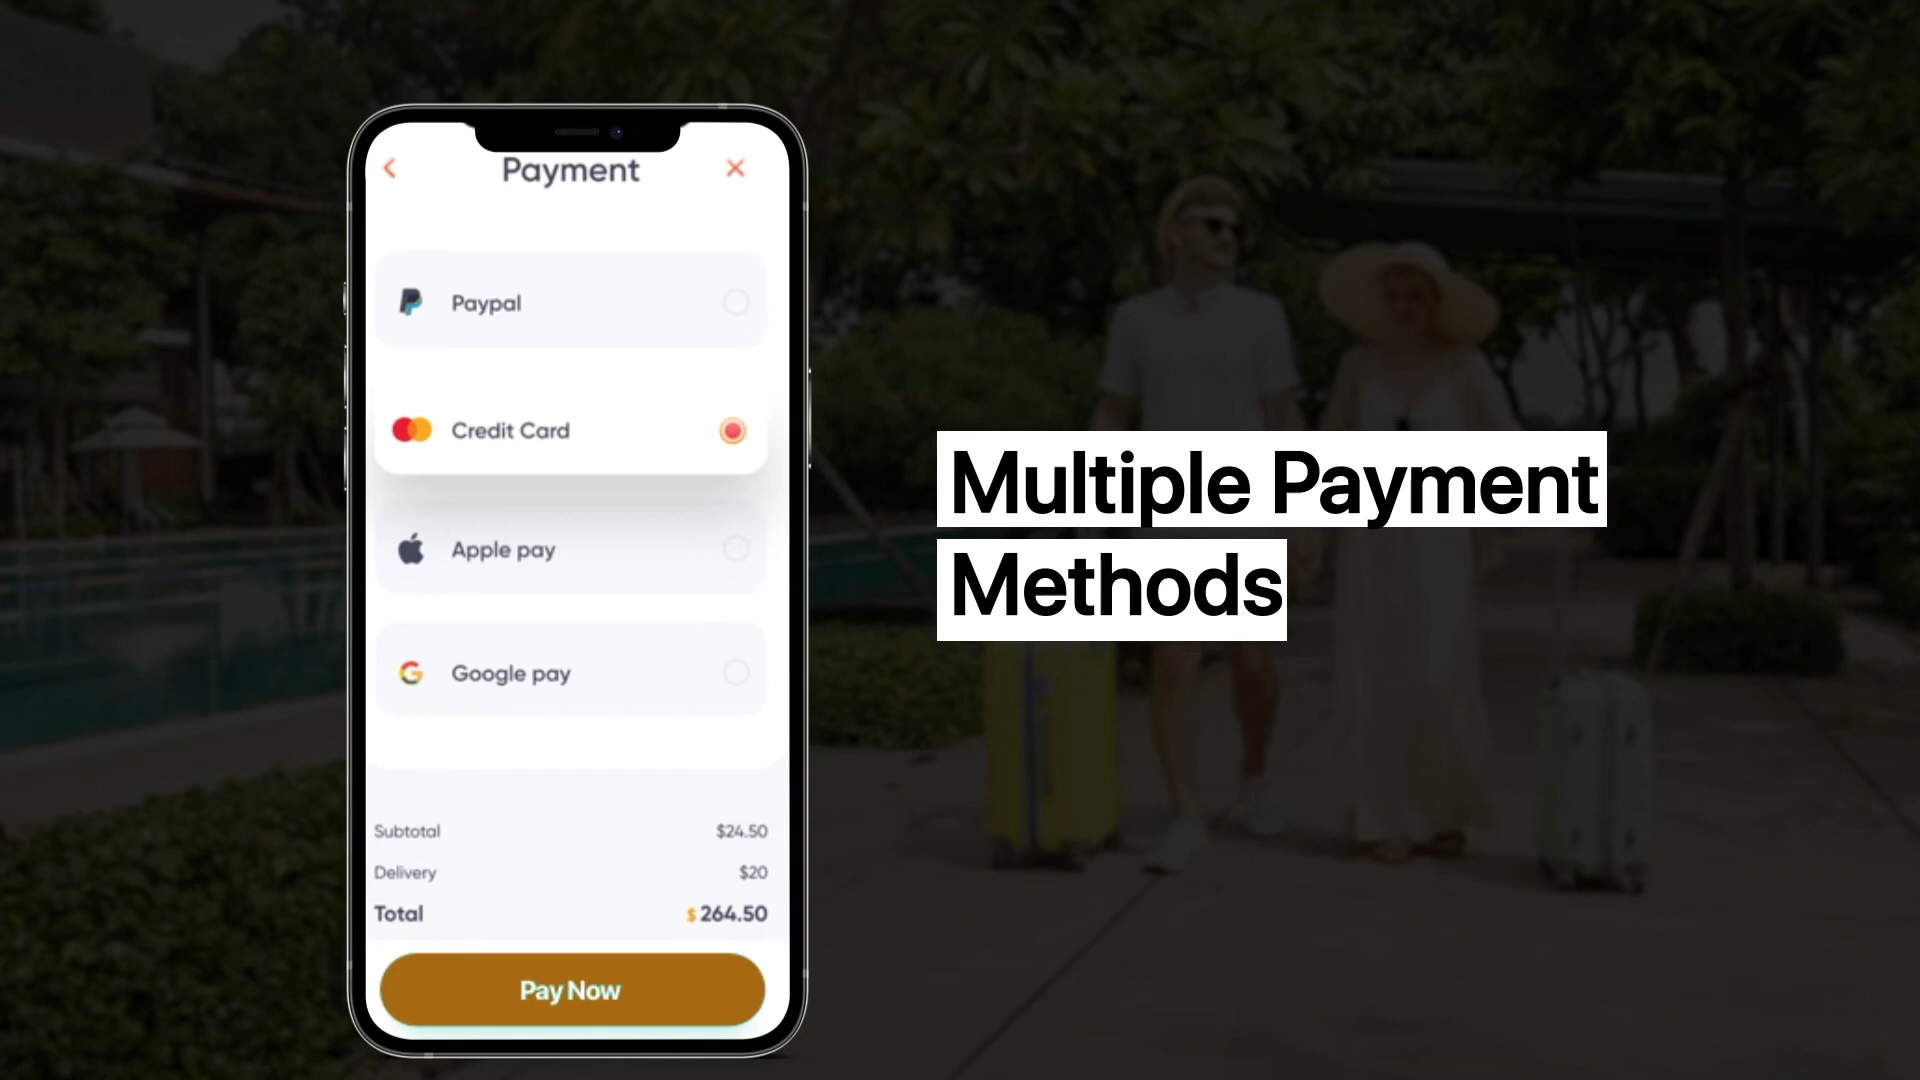 Payment
Paypal
Credit Card
Apple pay
Google pay
Subtotal $24.50
Delivery $20
Total $ 264.50
Pay Now
Multiple Payment
Methods